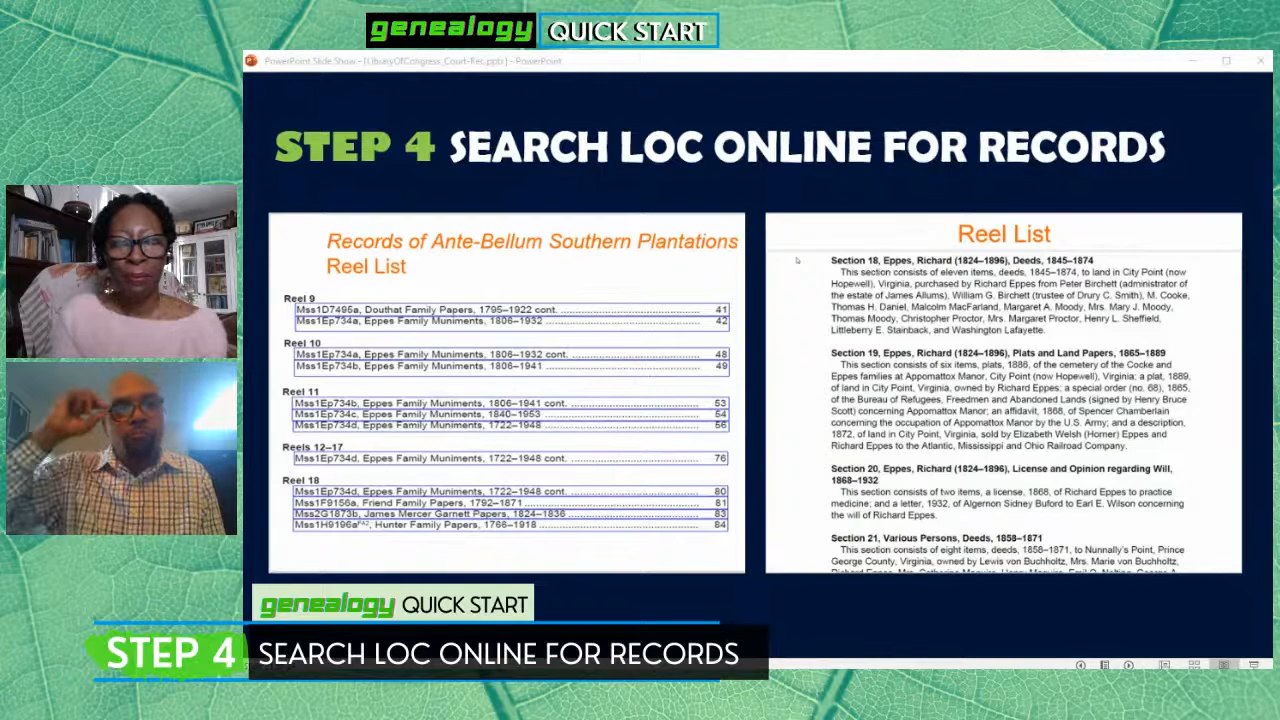 genealogy QUICK START
PowerPoint Slide Show - [LibraryOfCongress_Court-Rec.pptx] - PowerPoint
STEP 4 SEARCH LOC ONLINE FOR RECORDS
Records of Ante-Bellum Southern Plantations
Reel List
Reel 9
Mss1D7495a, Douthat Family Papers, 1795–1922 cont. 41
Mss1Ep734a, Eppes Family Muniments, 1806–1932 42
Reel 10
Mss1Ep734a, Eppes Family Muniments, 1806–1932 cont. 48
Mss1Ep734b, Eppes Family Muniments, 1806–1941 49
Reel 11
Mss1Ep734b, Eppes Family Muniments, 1806–1941 cont. 53
Mss1Ep734c, Eppes Family Muniments, 1840–1953 54
Mss1Ep734d, Eppes Family Muniments, 1722–1948 56
Reels 12–17
Mss1Ep734d, Eppes Family Muniments, 1722–1948 cont. 76
Reel 18
Mss1Ep734d, Eppes Family Muniments, 1722–1948 cont. 80
Mss1F9156a, Friend Family Papers, 1792–1871 81
Mss2G1873b, James Mercer Garnett Papers, 1824–1836 83
Mss1H9196a FA2, Hunter Family Papers, 1766–1918 84
Reel List
Section 18, Eppes, Richard (1824–1896), Deeds, 1845–1874
This section consists of eleven items, deeds, 1845–1874, to land in City Point (now
Hopewell), Virginia, purchased by Richard Eppes from Peter Birchett (administrator of
the estate of James Allums), William G. Birchett (trustee of Drury C. Smith), M. Cooke,
Thomas H. Daniel, Malcolm MacFarland, Margaret A. Moody, Mrs. Mary J. Moody,
Thomas Moody, Christopher Proctor, Mrs. Margaret Proctor, Henry L. Sheffield,
Littleberry E. Stainback, and Washington Lafayette.
Section 19, Eppes, Richard (1824–1896), Plats and Land Papers, 1865–1889
This section consists of six items, plats, 1886, of the cemetery of the Cocke and
Eppes families at Appomattox Manor, City Point (now Hopewell), Virginia; a plat, 1889,
of land in City Point, Virginia, owned by Richard Eppes; a special order (no. 68), 1865,
of the Bureau of Refugees, Freedmen and Abandoned Lands (signed by Henry Bruce
Scott) concerning Appomattox Manor; an affidavit, 1868, of Spencer Chamberlain
concerning the occupation of Appomattox Manor by the U.S. Army; and a description,
1872, of land in City Point, Virginia, sold by Elizabeth Welsh (Horner) Eppes and
Richard Eppes to the Atlantic, Mississippi and Ohio Railroad Company.
Section 20, Eppes, Richard (1824–1896), License and Opinion regarding Will,
1868–1932
This section consists of two items, a license, 1868, of Richard Eppes to practice
medicine; and a letter, 1932, of Algernon Sidney Buford to Earl E. Wilson concerning
the will of Richard Eppes.
Section 21, Various Persons, Deeds, 1858–1871
This section consists of eight items, deeds, 1858–1871, to Nunnally's Point, Prince
George County, Virginia, owned by Lewis von Buchholtz, Mrs. Marie von Buchholtz,
Richard Eppes, Mrs. Catherine Maguire, Henry Maguire, Emil O. Nolting, George A.
genealogy QUICK START
STEP 4 SEARCH LOC ONLINE FOR RECORDS